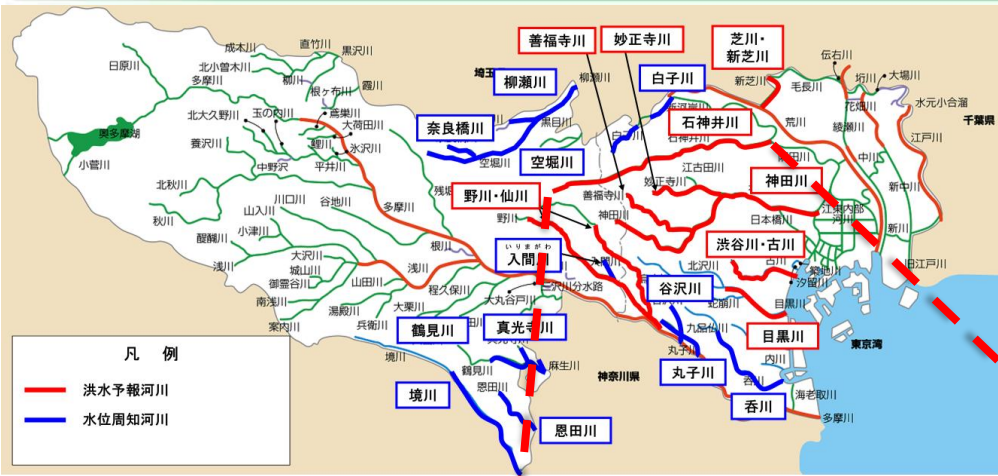 成木川
直竹川
黒沢川
日原川
北小曽木川
柳川
霞川
多摩川
根ヶ布川
玉の内川
鳶巣川
北大久野川
大荷田川
鯉川
養沢川
氷沢川
奥多摩湖
小菅川
中野沢
平井川
北秋川
秋川
川口川
谷地川
山入川
多摩川
小津川
醍醐川
大沢川
城山川
浅川
御霊谷川
山田川
浅川
根川
南浅川
湯殿川
大栗川
程久保川
案内川
兵衛川
境川
埼玉
柳瀬川
柳瀬川
奈良橋川
黒目川
空堀川
空堀川
善福寺川
妙正寺川
芝川・
新芝川
伝右川
垳川
大場川
新芝川
毛長川
花畑川
水元小合溜
千葉県
白子川
白子川
石神井川
石神井川
荒川
綾瀬川
江戸川
中川
新中川
江古田川
妙正寺川
善福寺川
神田川
神田川
日本橋川
江東内部
河川
新川
旧江戸川
野川・仙川
野川
いりまがわ
入間川
三沢川分水路
大丸谷戸川
渋谷川・古川
古川
築地川
汐留川
北沢川
谷沢川
蛇崩川
目黒川
目黒川
九品仏川
東京湾
鶴見川
真光寺川
鶴見川
麻生川
恩田川
恩田川
境川
神奈川県
丸子川
丸子川
内川
呑川
呑川
海老取川
多摩川
凡 例
洪水予報河川
水位周知河川